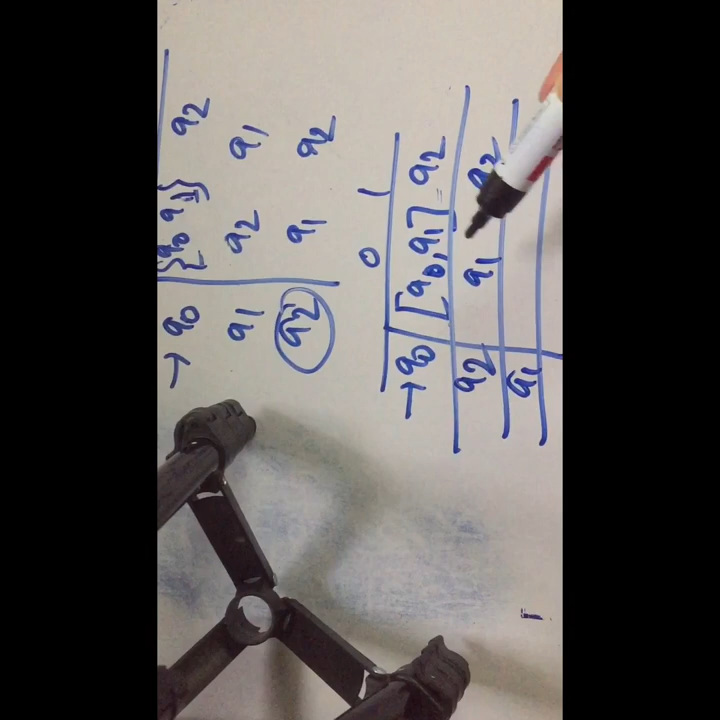 → q0 {q0 q1} q2
q1 q2 q1
q2 q1 q2
0 1
→ q0 [q0, q1] q2
q2 q1 q2
q1